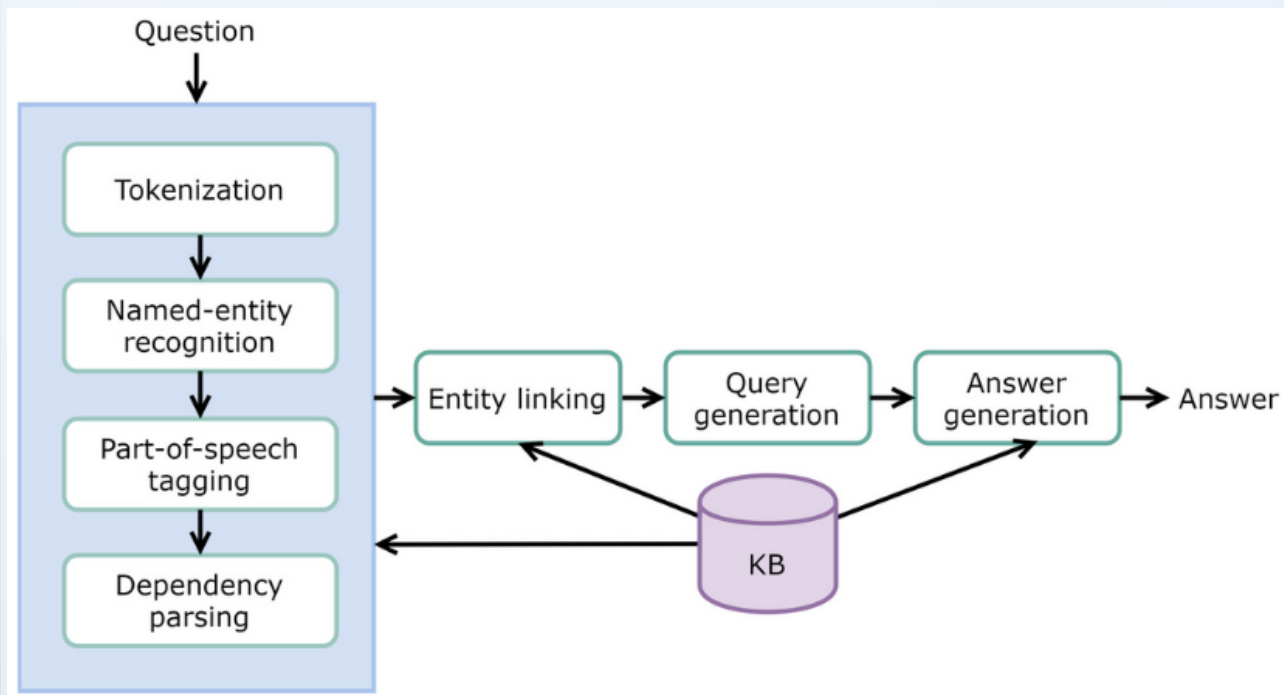 Question
Tokenization
Named-entity
recognition
Part-of-speech
tagging
Dependency
parsing
Entity linking
Query
generation
Answer
generation
Answer
KB